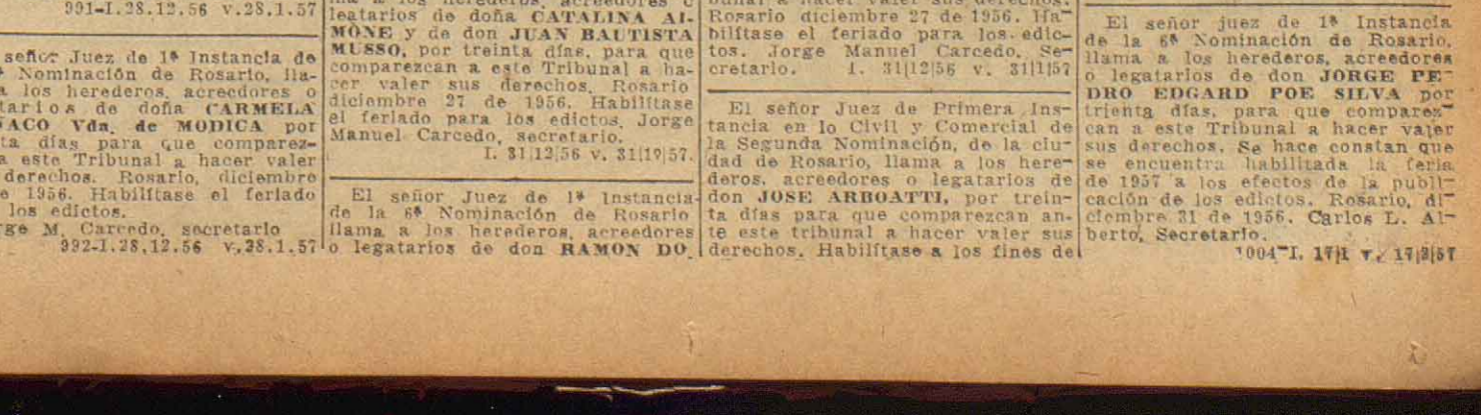 991-I.28.12.56 v.28.1.57
señor Juez de 1ª Instancia de
Nominación de Rosario, lla-
a los herederos, acreedores o
tarios de doña CARMELA
ACO Vda. de MODICA por
ta días para que comparez-
a este Tribunal a hacer valer
derechos. Rosario, diciembre
e 1956. Habilítase el feriado
los edictos.
ge M. Carcedo, secretario
992-I.28.12.56 v.28.1.57
leatarios de doña CATALINA AI-
MONE y de don JUAN BAUTISTA
MUSSO, por treinta días, para que
comparezcan a este Tribunal a ha-
cer valer sus derechos. Rosario
diciembre 27 de 1956. Habilítase
el feriado para los edictos. Jorge
Manuel Carcedo, secretario.
I. 31|12|56 v. 31|19|57.
El señor Juez de 1ª Instancia
de la 6ª Nominación de Rosario
llama a los herederos, acreedores
o legatarios de don RAMON DO
bunal a hacer valer sus derechos.
Rosario diciembre 27 de 1956. Ha-
bilítase el feriado para los edic-
tos. Jorge Manuel Carcedo, Se-
cretario. I. 31|12|56 v. 31|1|57
El señor Juez de Primera Ins-
tancia en lo Civil y Comercial de
la Segunda Nominación, de la ciu-
dad de Rosario, llama a los here-
deros, acreedores o legatarios de
don JOSE ARBOATTI, por trein-
ta días para que comparezcan an-
te este tribunal a hacer valer sus
derechos. Habilítase a los fines de
El señor juez de 1ª Instancia
de la 6ª Nominación de Rosario,
llama a los herederos, acreedores
o legatarios de don JORGE PE-
DRO EDGARD POE SILVA por
trienta días, para que comparez-
can a este Tribunal a hacer valer
sus derechos. Se hace constan que
se encuentra habilitada la feria
de 1957 a los efectos de la publi-
cación de los edictos. Rosario, di-
ciembre 31 de 1956. Carlos L. Al-
berto, Secretario.
1004-I. 17|1 v. 17|3|57